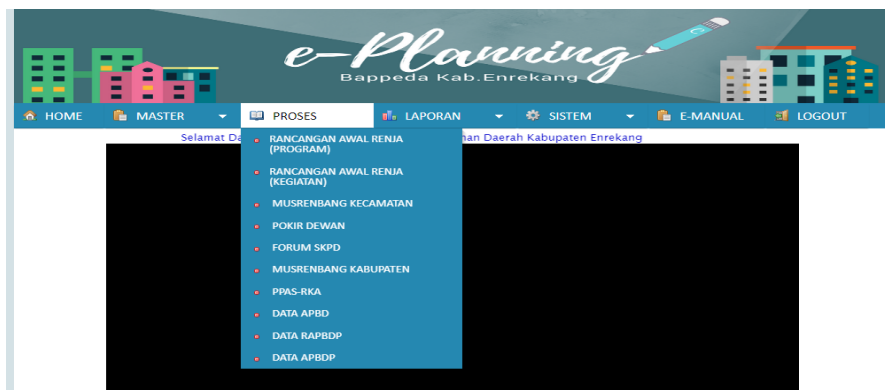 e-Planning
Bappeda Kab.Enrekang
HOME MASTER PROSES LAPORAN SISTEM E-MANUAL LOGOUT
Selamat Da an Daerah Kabupaten Enrekang
RANCANGAN AWAL RENJA
(PROGRAM)
RANCANGAN AWAL RENJA
(KEGIATAN)
MUSRENBANG KECAMATAN
POKIR DEWAN
FORUM SKPD
MUSRENBANG KABUPATEN
PPAS-RKA
DATA APBD
DATA RAPBDP
DATA APBDP